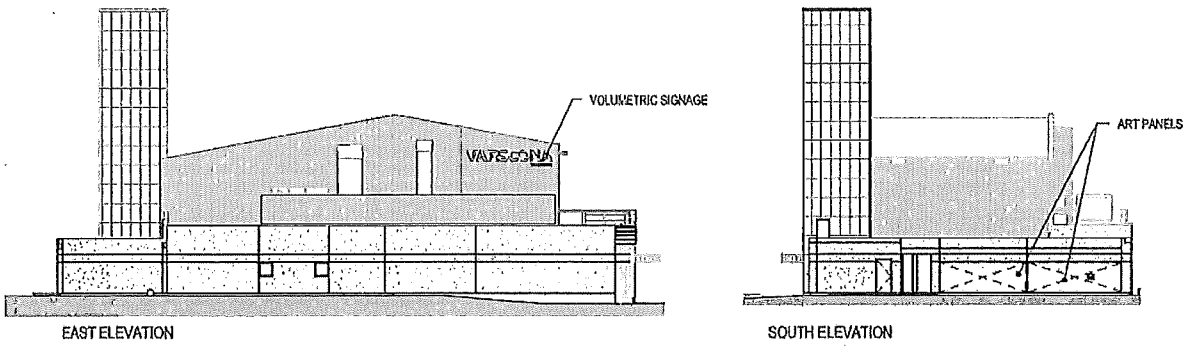 VOLUMETRIC SIGNAGE
VARSCONA
ART PANELS
EAST ELEVATION
SOUTH ELEVATION